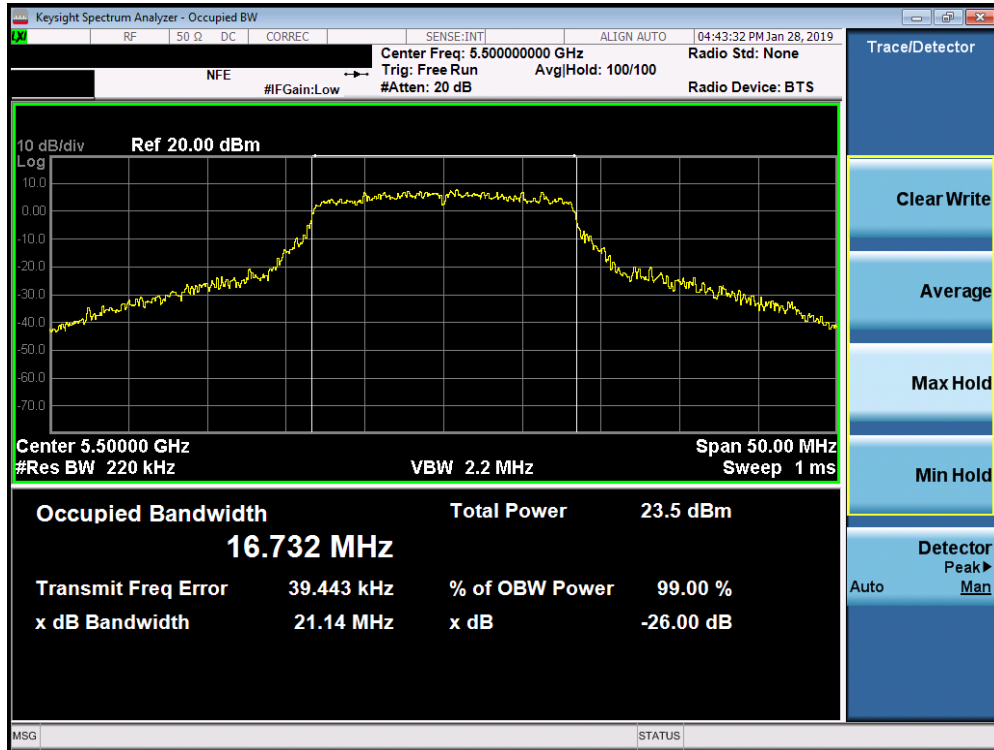 Keysight Spectrum Analyzer - Occupied BW
LXI RF 50 Ω DC CORREC SENSE:INT ALIGN AUTO 04:43:32 PM Jan 28, 2019
Center Freq: 5.500000000 GHz Radio Std: None
NFE Trig: Free Run Avg|Hold: 100/100
#IFGain:Low #Atten: 20 dB Radio Device: BTS
Trace/Detector
10 dB/div Ref 20.00 dBm
Log
10.0
0.00
-10.0
-20.0
-30.0
-40.0
-50.0
-60.0
-70.0
Center 5.50000 GHz Span 50.00 MHz
#Res BW 220 kHz VBW 2.2 MHz Sweep 1 ms
Occupied Bandwidth Total Power 23.5 dBm
16.732 MHz
Transmit Freq Error 39.443 kHz % of OBW Power 99.00 %
x dB Bandwidth 21.14 MHz x dB -26.00 dB
Clear Write
Average
Max Hold
Min Hold
Detector
Peak▶
Auto Man
MSG STATUS